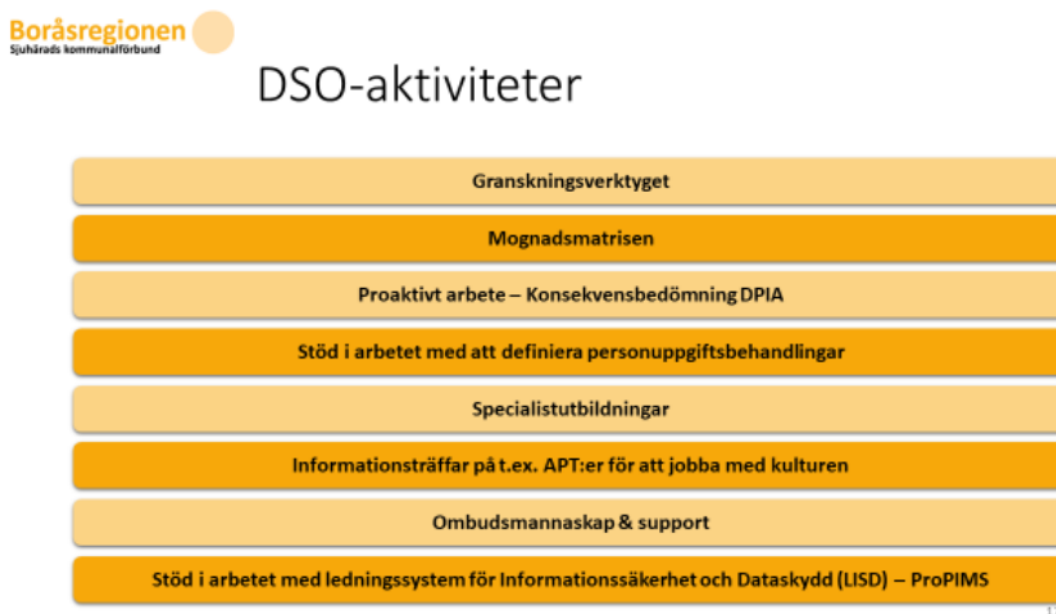 Boråsregionen
Sjuhärads kommunalförbund
DSO-aktiviteter
Granskningsverktyget
Mognadsmatrisen
Proaktivt arbete – Konsekvensbedömning DPIA
Stöd i arbetet med att definiera personuppgiftsbehandlingar
Specialistutbildningar
Informationsträffar på t.ex. APT:er för att jobba med kulturen
Ombudsmannaskap & support
Stöd i arbetet med ledningssystem för Informationssäkerhet och Dataskydd (LISD) – ProPIMS